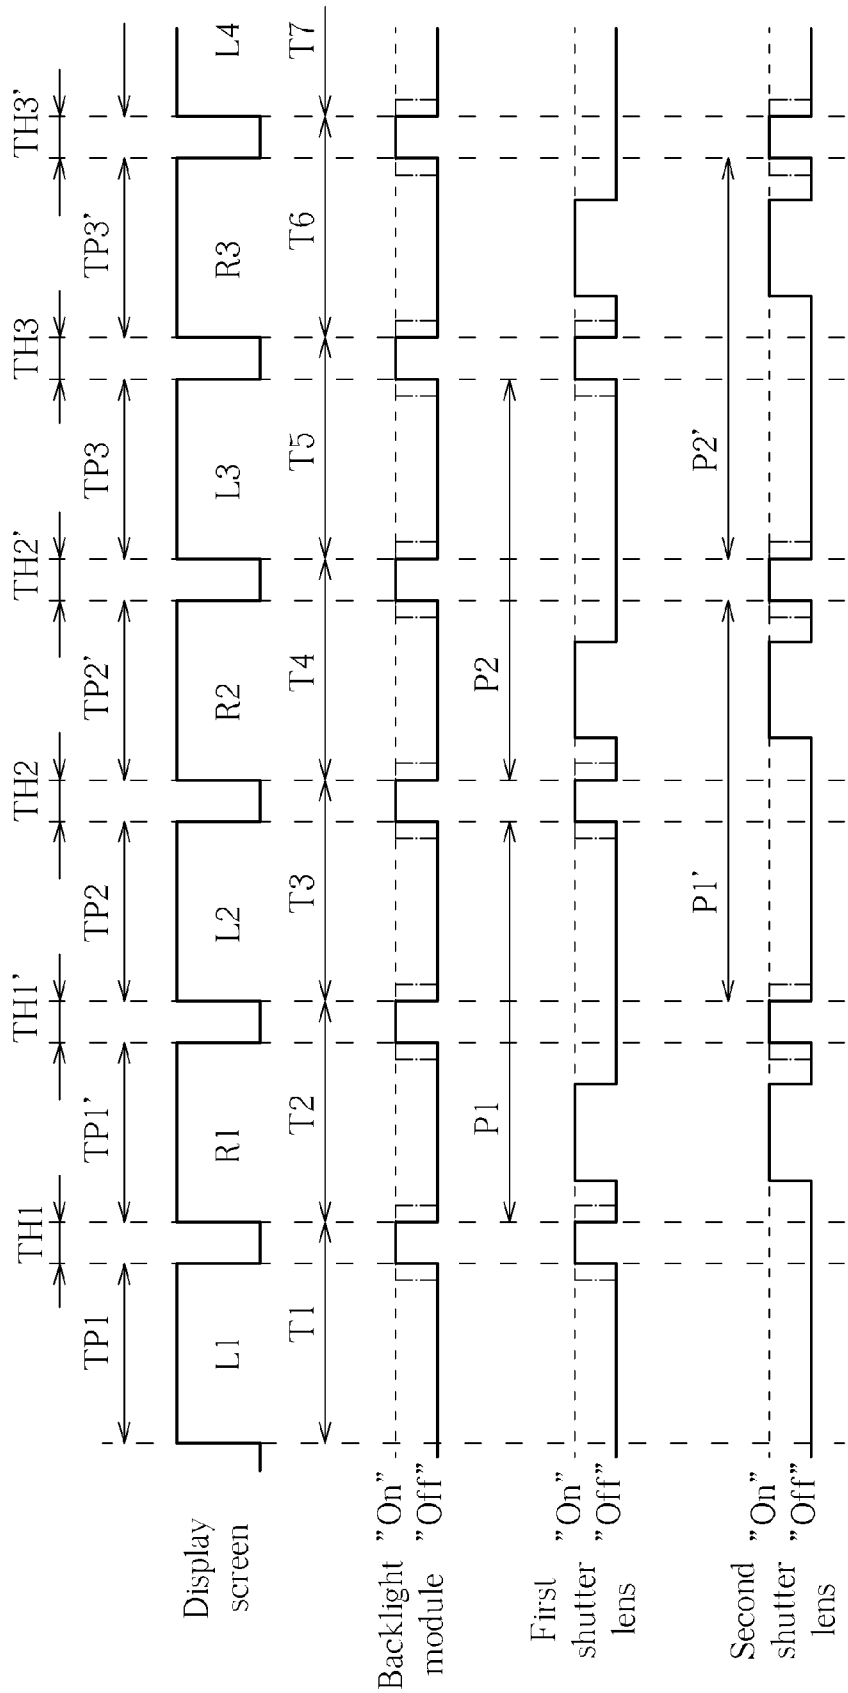 TH1 TH1' TH2 TH2' TH3 TH3'
TP1 TP1' TP2 TP2' TP3 TP3'
Display
screen
L1 R1 L2 R2 L3 R3 L4
T1 T2 T3 T4 T5 T6 T7
Backlight "On"
module "Off"
P1 P2
First "On"
shutter "Off"
lens
P1' P2'
Second "On"
shutter "Off"
lens